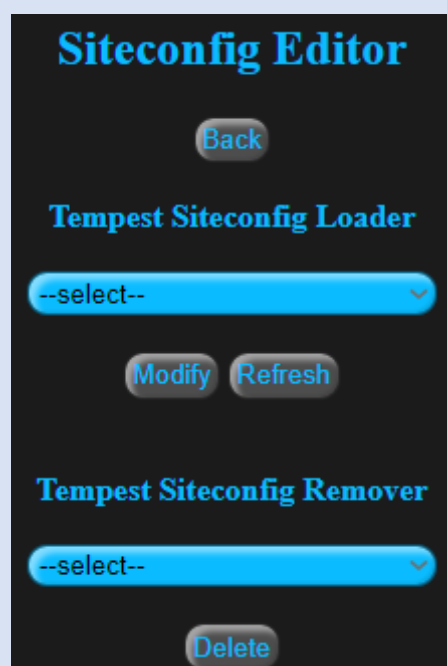 Siteconfig Editor
Back
Tempest Siteconfig Loader
--select--
Modify Refresh
Tempest Siteconfig Remover
--select--
Delete